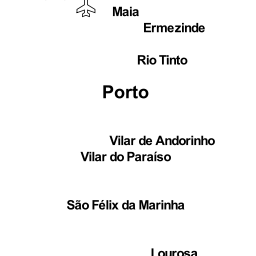 Maia
Ermezinde
Rio Tinto
Porto
Vilar de Andorinho
Vilar do Paraíso
São Félix da Marinha
Lourosa